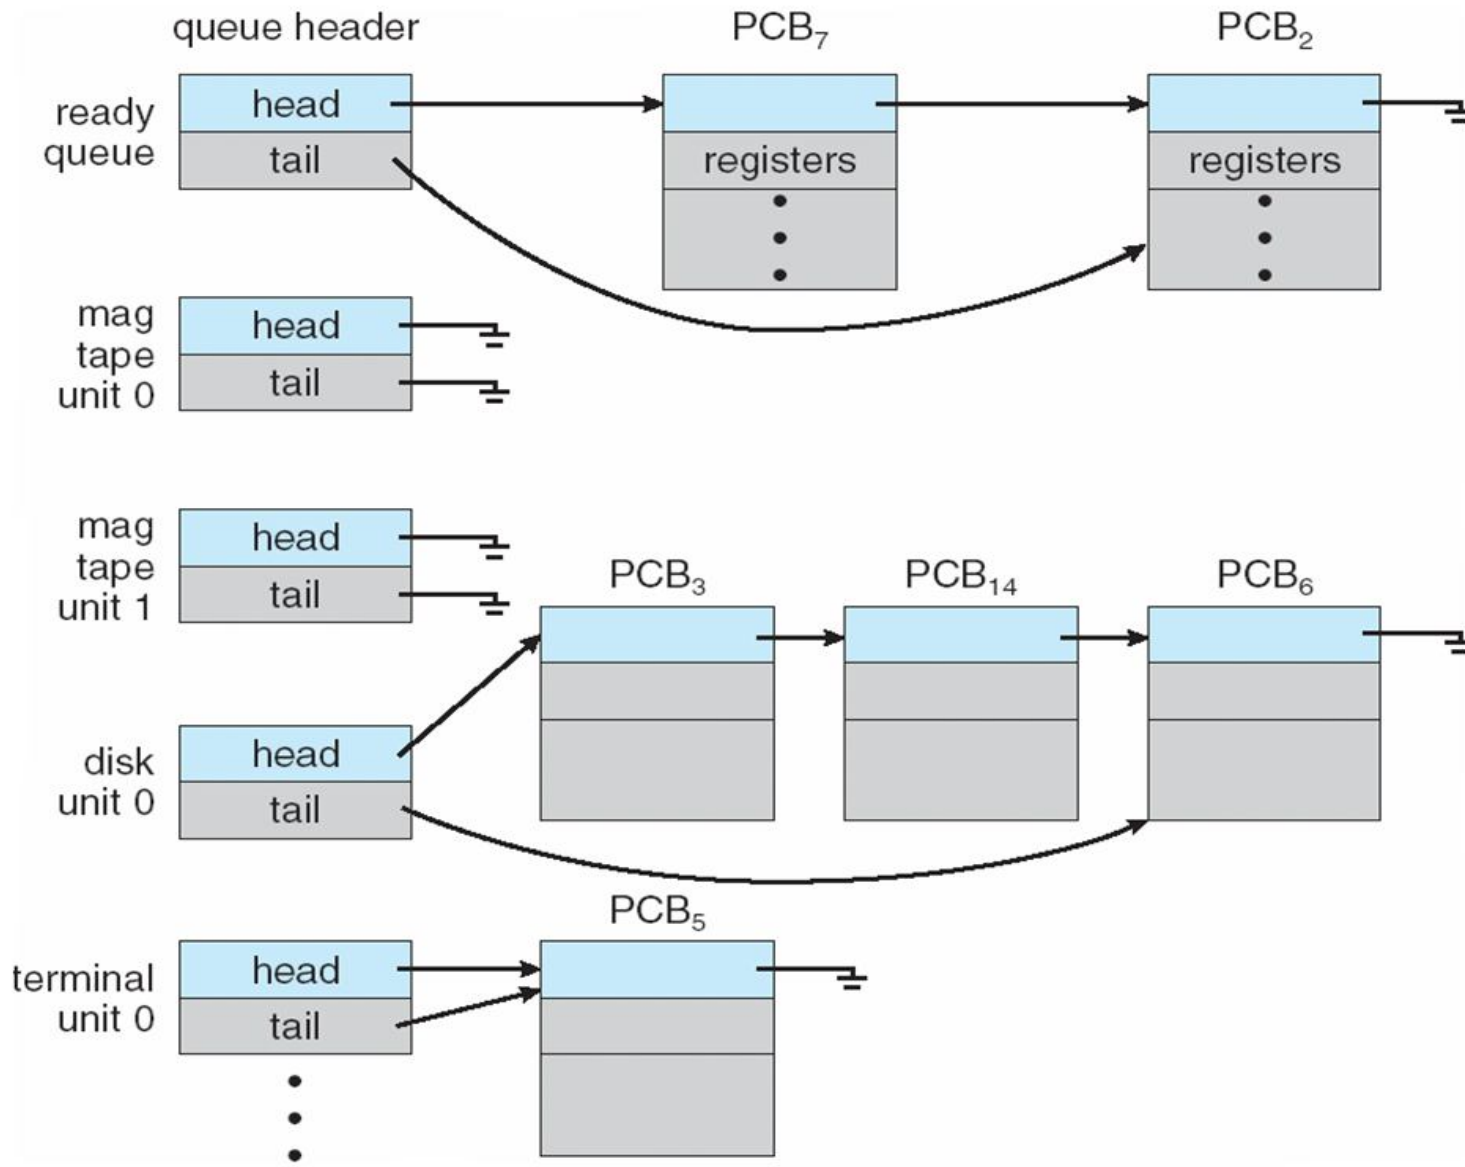 queue header
PCB₇
PCB₂
ready
queue
head
tail
registers
registers
mag
tape
unit 0
head
tail
mag
tape
unit 1
head
tail
PCB₃
PCB₁₄
PCB₆
disk
unit 0
head
tail
PCB₅
terminal
unit 0
head
tail